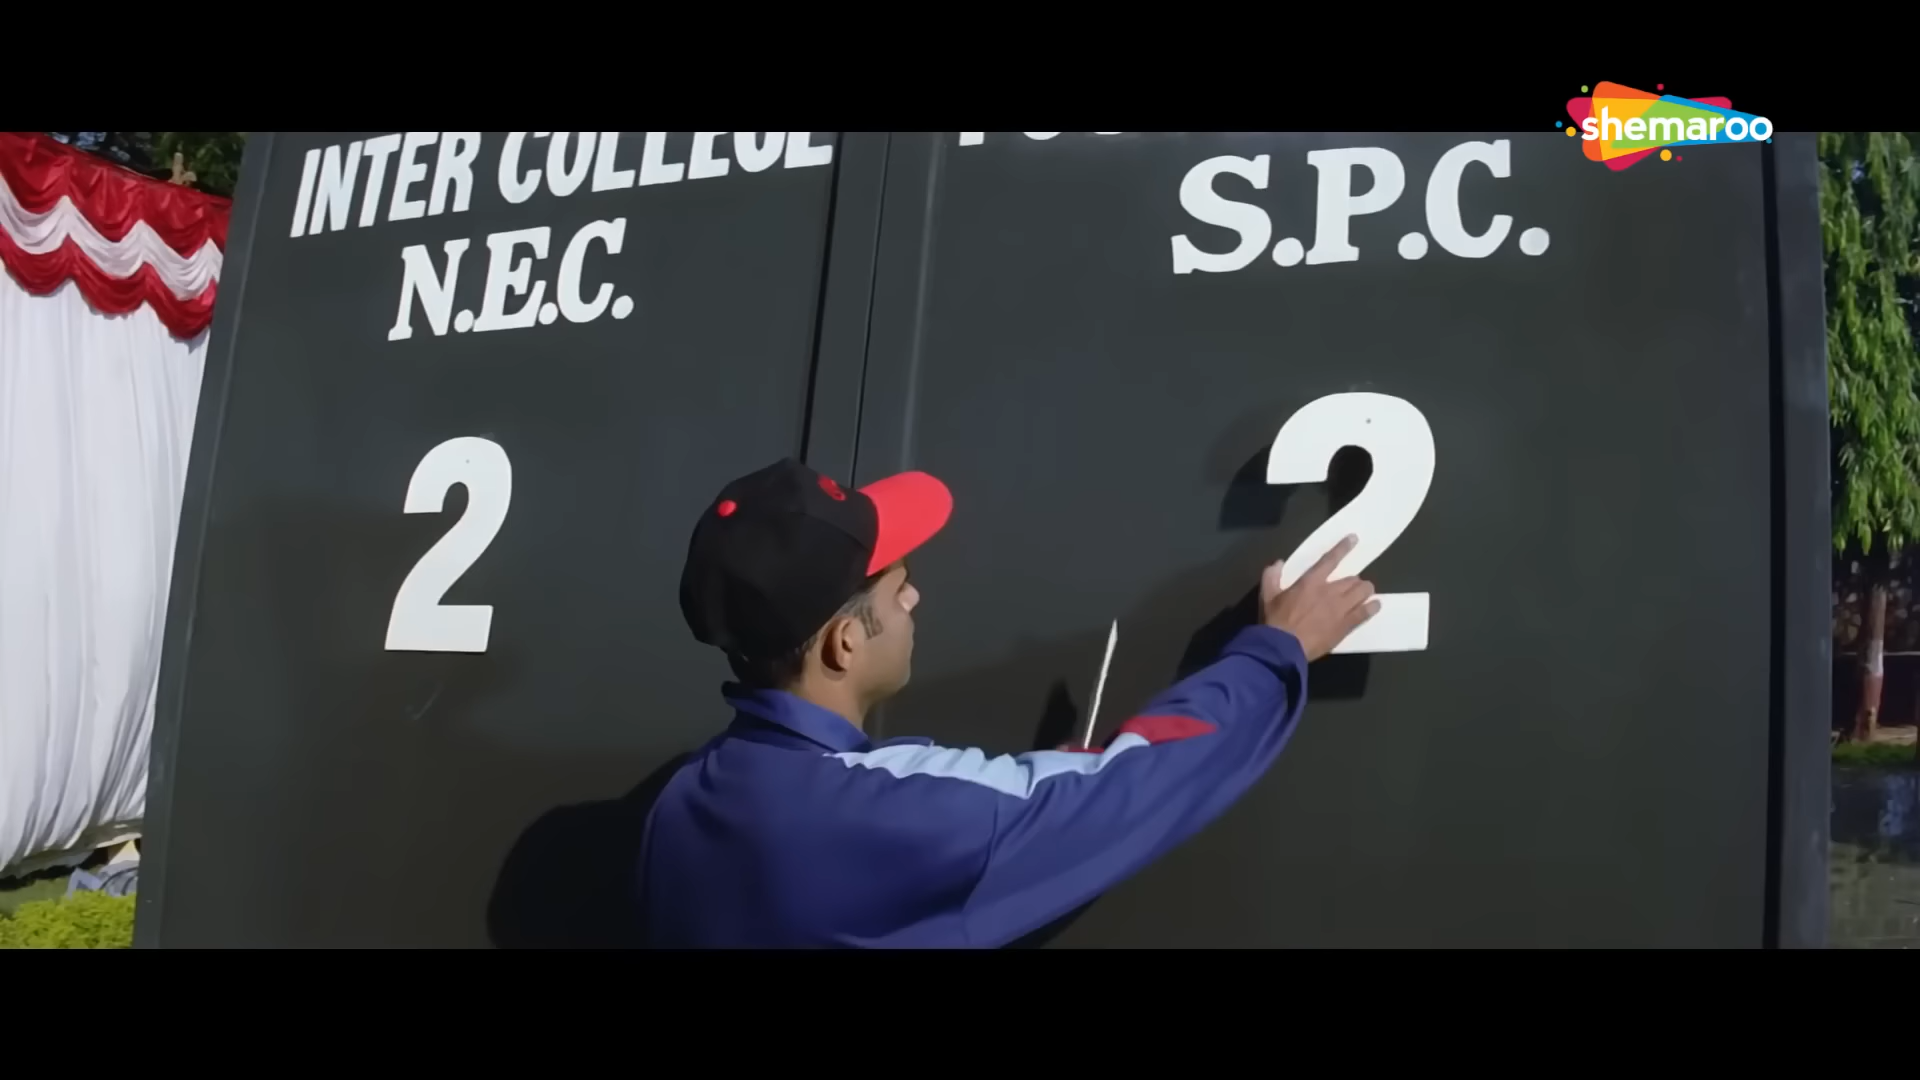 shemaroo
INTER COLLEGE
N.E.C.
S.P.C.
2
2